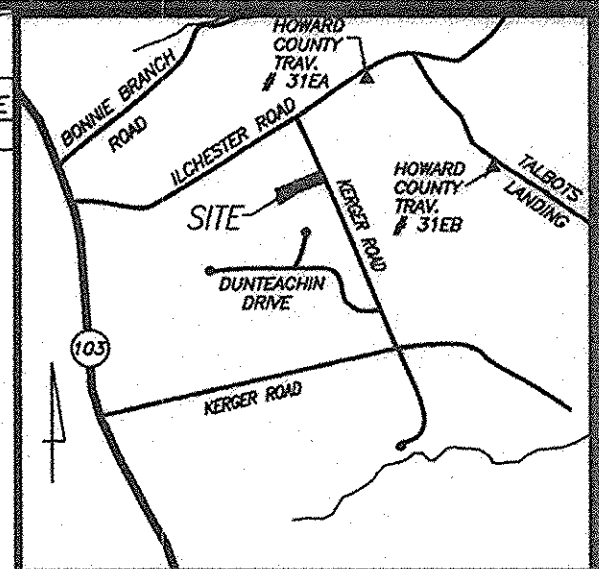 HOWARD
COUNTY
TRAV.
# 31EA
BONNIE BRANCH
ROAD
ILCHESTER ROAD
E
HOWARD
COUNTY
TRAV.
# 31EB
TALBOTS
LANDING
KERGER ROAD
SITE
DUNTEACHIN
DRIVE
103
KERGER ROAD